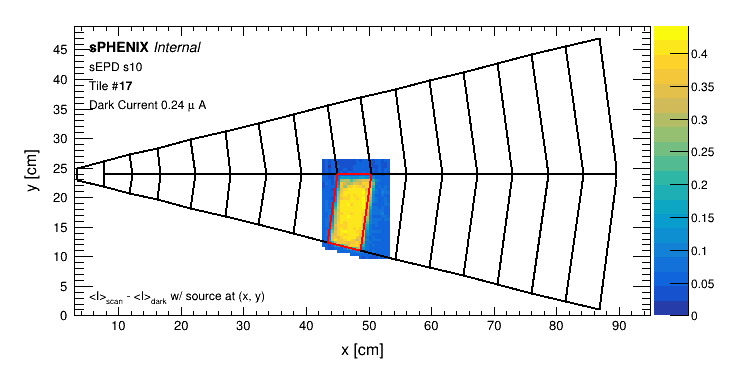 sPHENIX Internal
sEPD s10
Tile #17
Dark Current 0.24 μ A
<I>scan - <I>dark w/ source at (x, y)
y [cm]
45
40
35
30
25
20
15
10
5
0
10 20 30 40 50 60 70 80 90
x [cm]
0.4
0.35
0.3
0.25
0.2
0.15
0.1
0.05
0